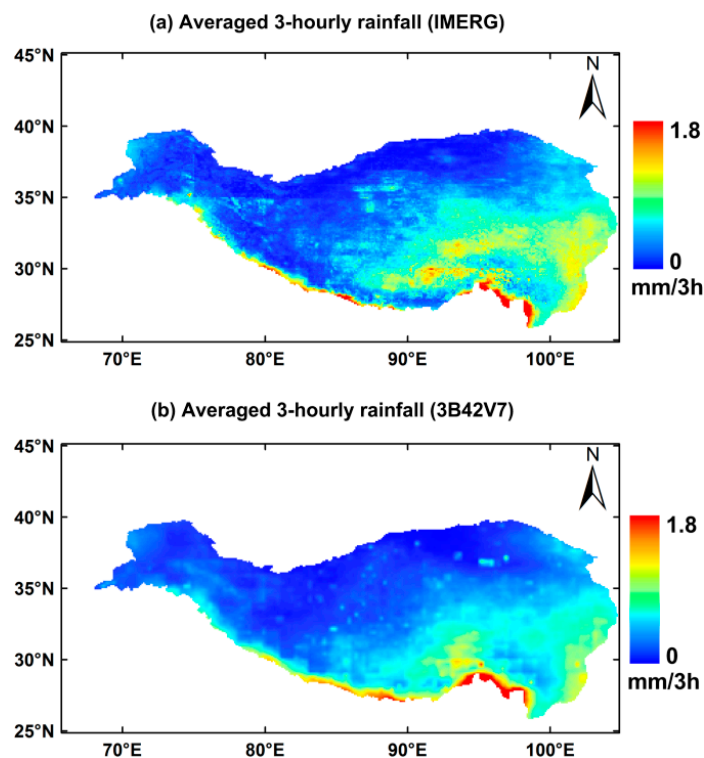 (a) Averaged 3-hourly rainfall (IMERG)
45°N
N
40°N
1.8
35°N
30°N
0
mm/3h
25°N
70°E 80°E 90°E 100°E
(b) Averaged 3-hourly rainfall (3B42V7)
45°N
N
40°N
1.8
35°N
30°N
0
mm/3h
25°N
70°E 80°E 90°E 100°E